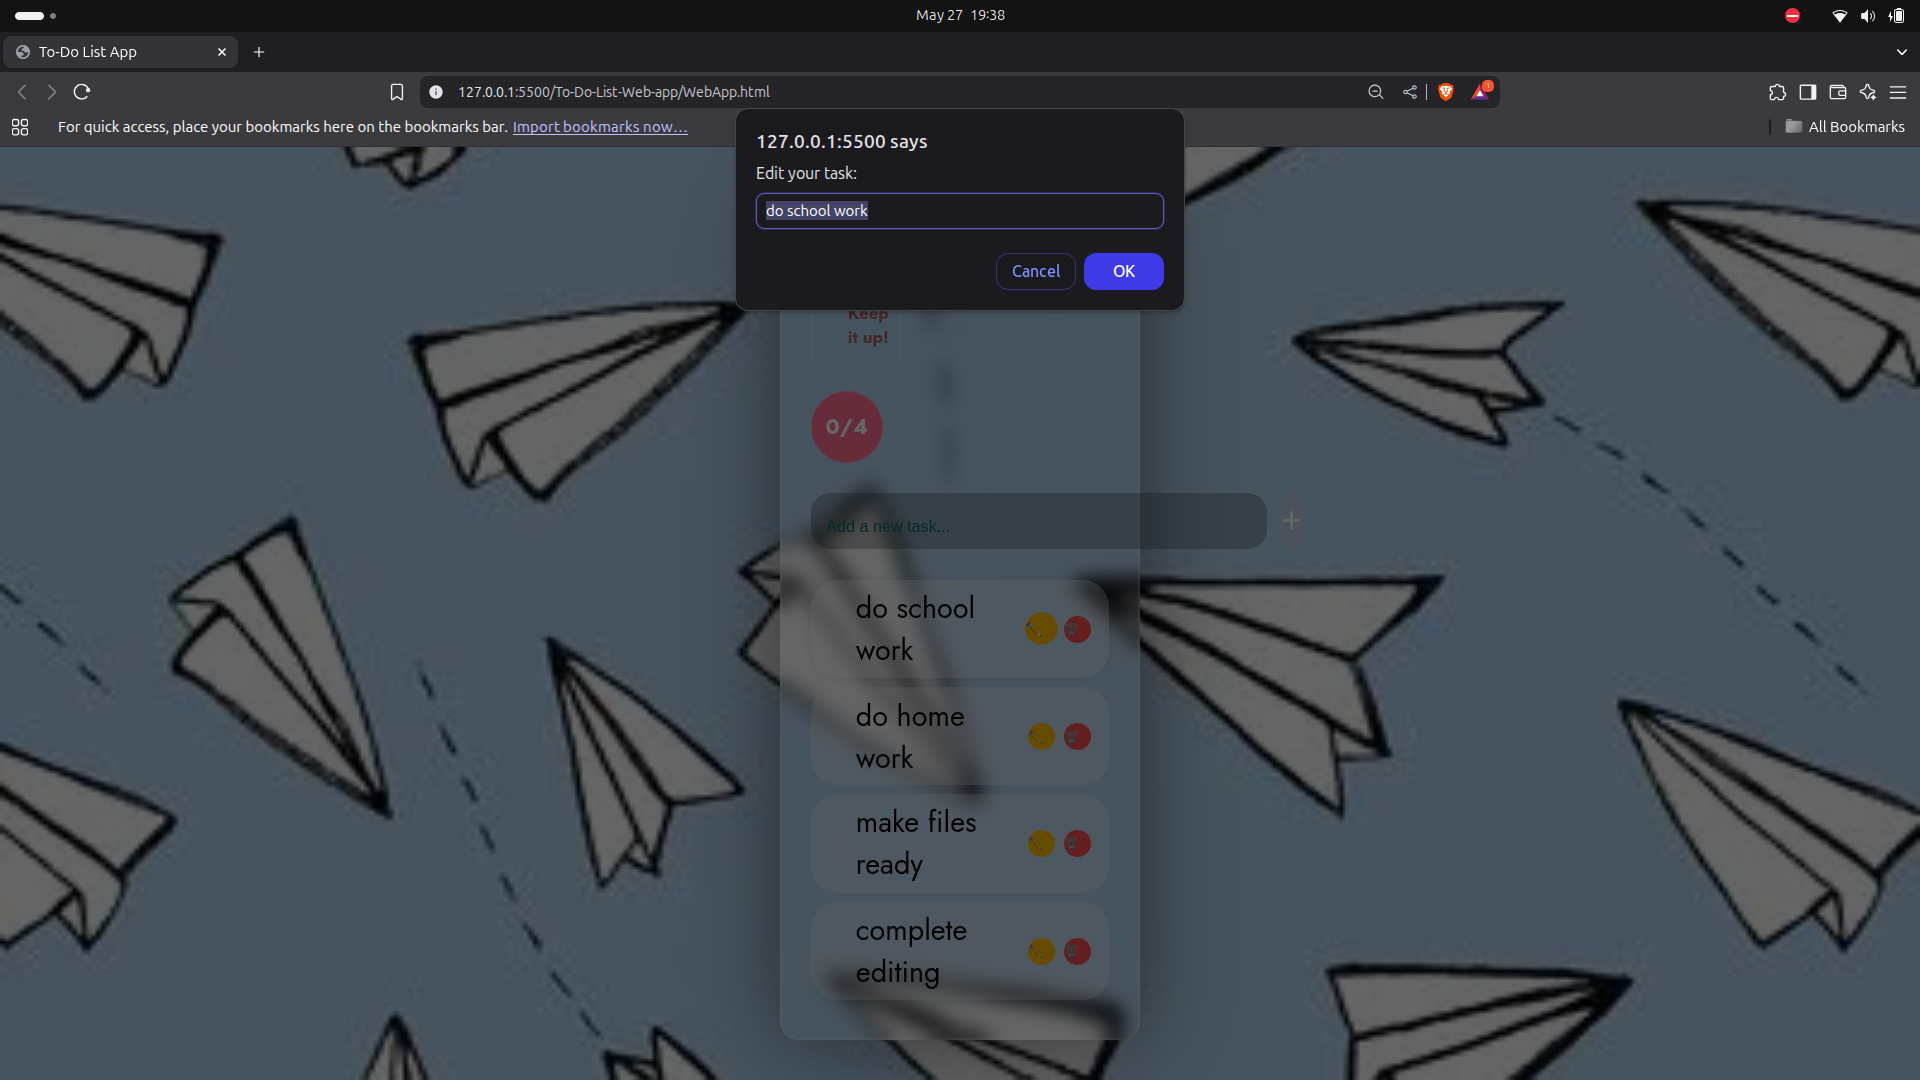 May 27 19:38
To-Do List App
127.0.0.1:5500/To-Do-List-Web-app/WebApp.html
1
For quick access, place your bookmarks here on the bookmarks bar. Import bookmarks now...
All Bookmarks
127.0.0.1:5500 says
Edit your task:
do school work
Cancel
OK
Keep
it up!
0/4
Add a new task...
+
do school
work
do home
work
make files
ready
complete
editing